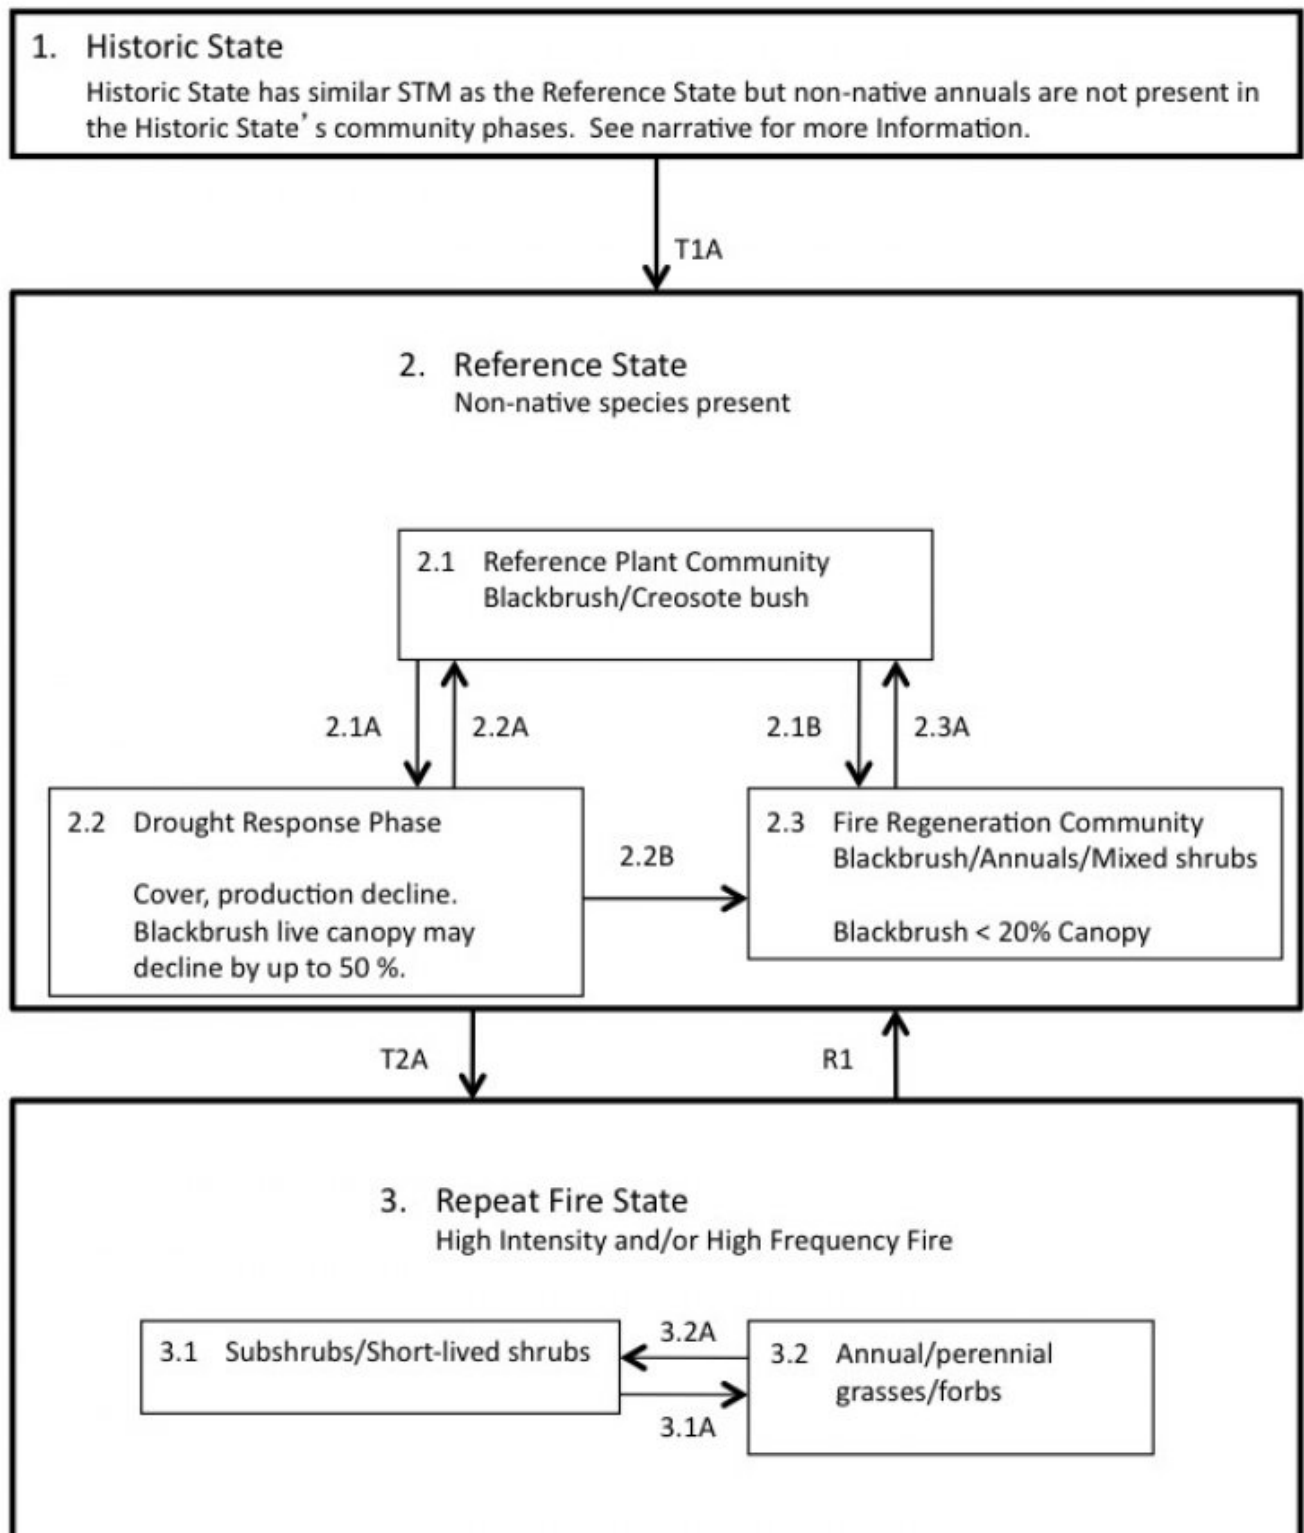 1. Historic State
Historic State has similar STM as the Reference State but non-native annuals are not present in
the Historic State's community phases. See narrative for more Information.
T1A
2. Reference State
Non-native species present
2.1 Reference Plant Community
Blackbrush/Creosote bush
2.1A
2.2A
2.1B
2.3A
2.2 Drought Response Phase
Cover, production decline.
Blackbrush live canopy may
decline by up to 50 %.
2.2B
2.3 Fire Regeneration Community
Blackbrush/Annuals/Mixed shrubs
Blackbrush < 20% Canopy
T2A
R1
3. Repeat Fire State
High Intensity and/or High Frequency Fire
3.1 Subshrubs/Short-lived shrubs
3.2A
3.1A
3.2 Annual/perennial
grasses/forbs